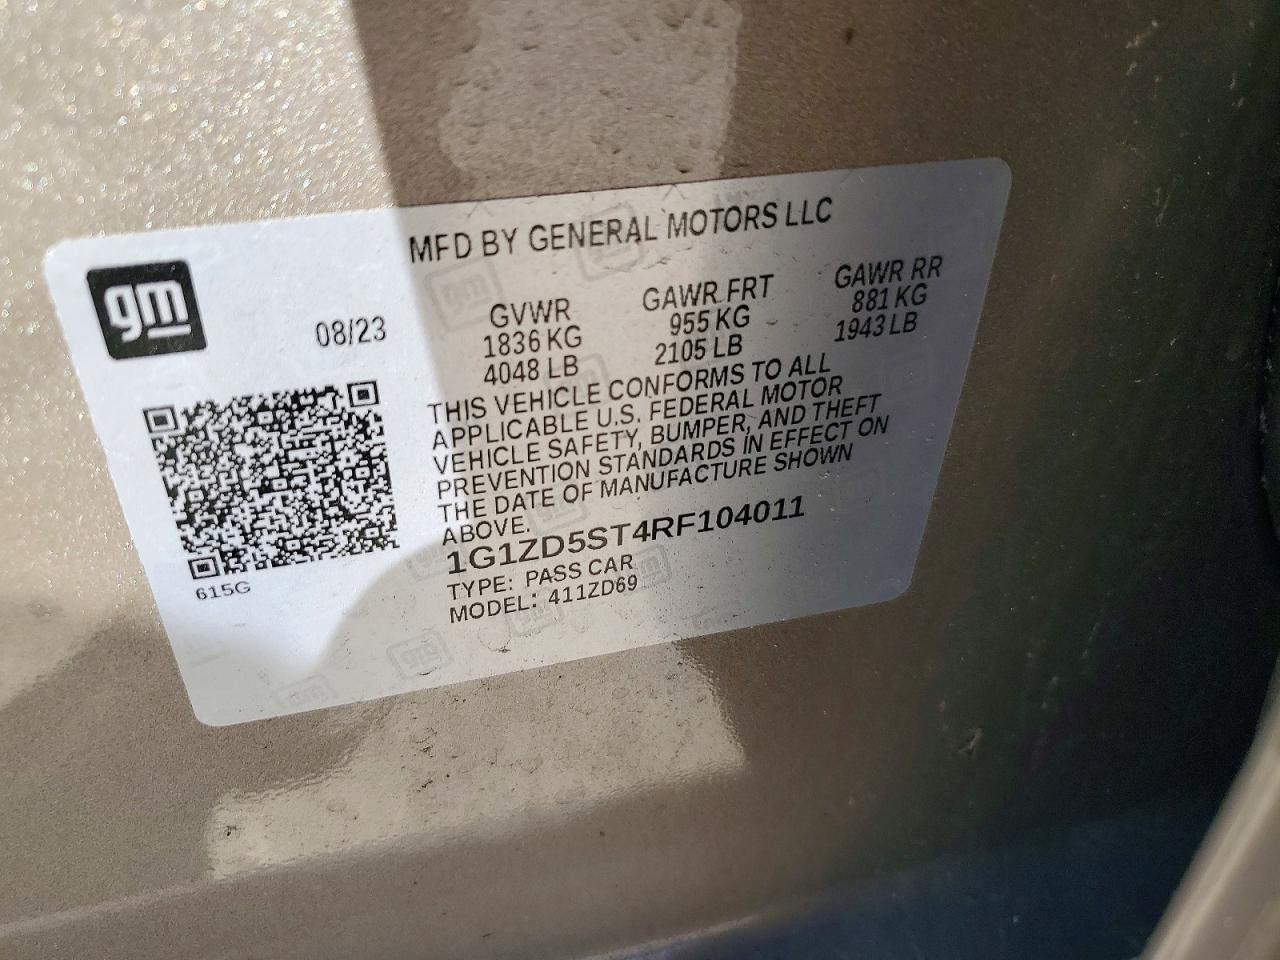 MFD BY GENERAL MOTORS LLC
gm
08/23
GVWR GAWR FRT GAWR RR
1836 KG 955 KG 881 KG
4048 LB 2105 LB 1943 LB
THIS VEHICLE CONFORMS TO ALL
APPLICABLE U.S. FEDERAL MOTOR
VEHICLE SAFETY, BUMPER, AND THEFT
PREVENTION STANDARDS IN EFFECT ON
THE DATE OF MANUFACTURE SHOWN
ABOVE.
1G1ZD5ST4RF104011
TYPE: PASS CAR
MODEL: 411ZD69
615G